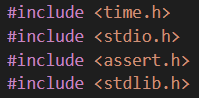 #include <time.h>
#include <stdio.h>
#include <assert.h>
#include <stdlib.h>